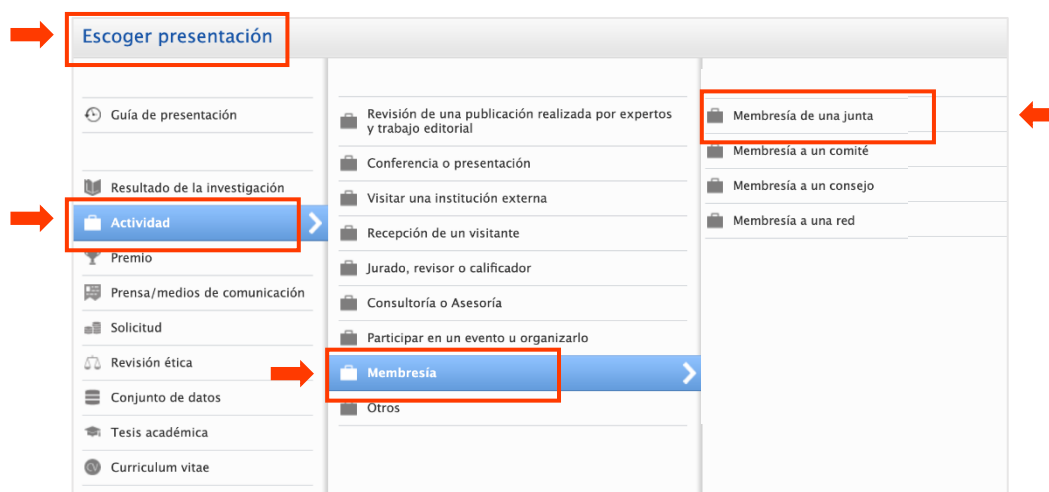 Escoger presentación
Guía de presentación
Resultado de la investigación
Actividad
Premio
Prensa/medios de comunicación
Solicitud
Revisión ética
Conjunto de datos
Tesis académica
Curriculum vitae
Revisión de una publicación realizada por expertos
y trabajo editorial
Conferencia o presentación
Visitar una institución externa
Recepción de un visitante
Jurado, revisor o calificador
Consultoría o Asesoría
Participar en un evento u organizarlo
Membresía
Otros
Membresía de una junta
Membresía a un comité
Membresía a un consejo
Membresía a una red